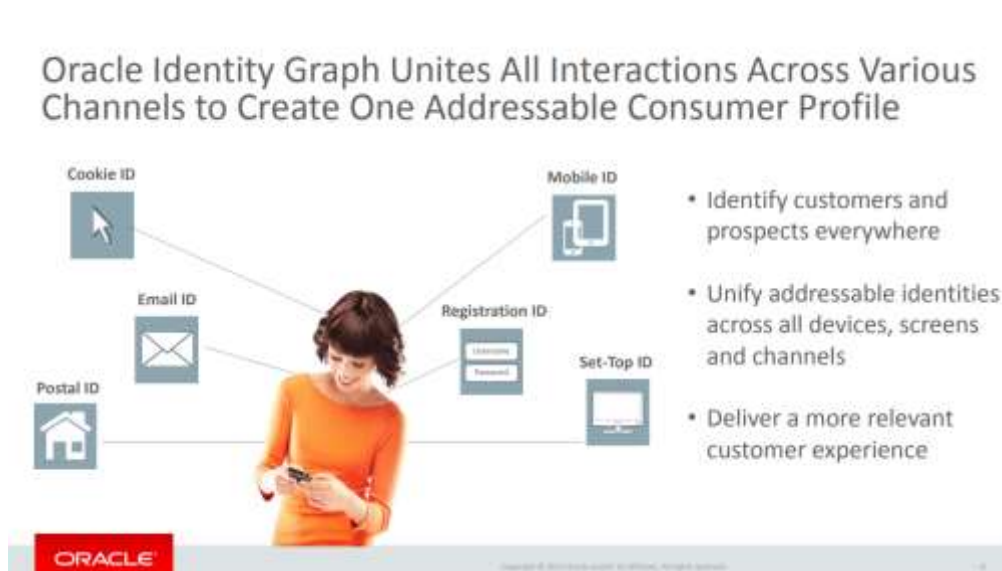 Oracle Identity Graph Unites All Interactions Across Various
Channels to Create One Addressable Consumer Profile
Cookie ID
Mobile ID
Email ID
Registration ID
Username
Password
Set-Top ID
Postal ID
• Identify customers and
prospects everywhere
• Unify addressable identities
across all devices, screens
and channels
• Deliver a more relevant
customer experience
ORACLE